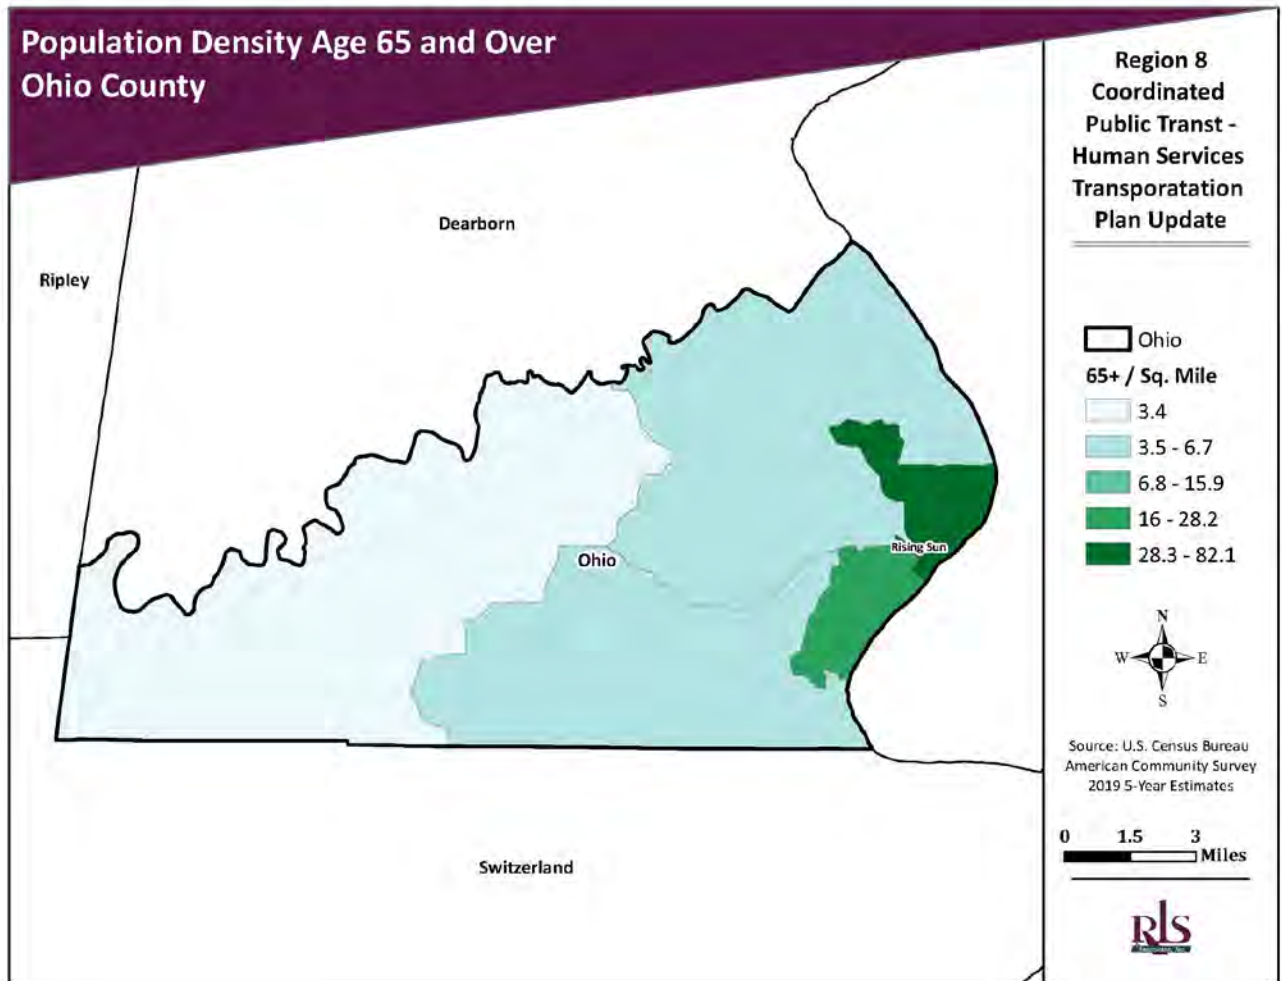 Population Density Age 65 and Over
Ohio County
Region 8
Coordinated
Public Transt -
Human Services
Transporatation
Plan Update
Dearborn
Ripley
Ohio
Rising Sun
Switzerland
Ohio
65+ / Sq. Mile
3.4
3.5 - 6.7
6.8 - 15.9
16 - 28.2
28.3 - 82.1
N
W E
S
Source: U.S. Census Bureau
American Community Survey
2019 5-Year Estimates
0 1.5 3
Miles
RLS